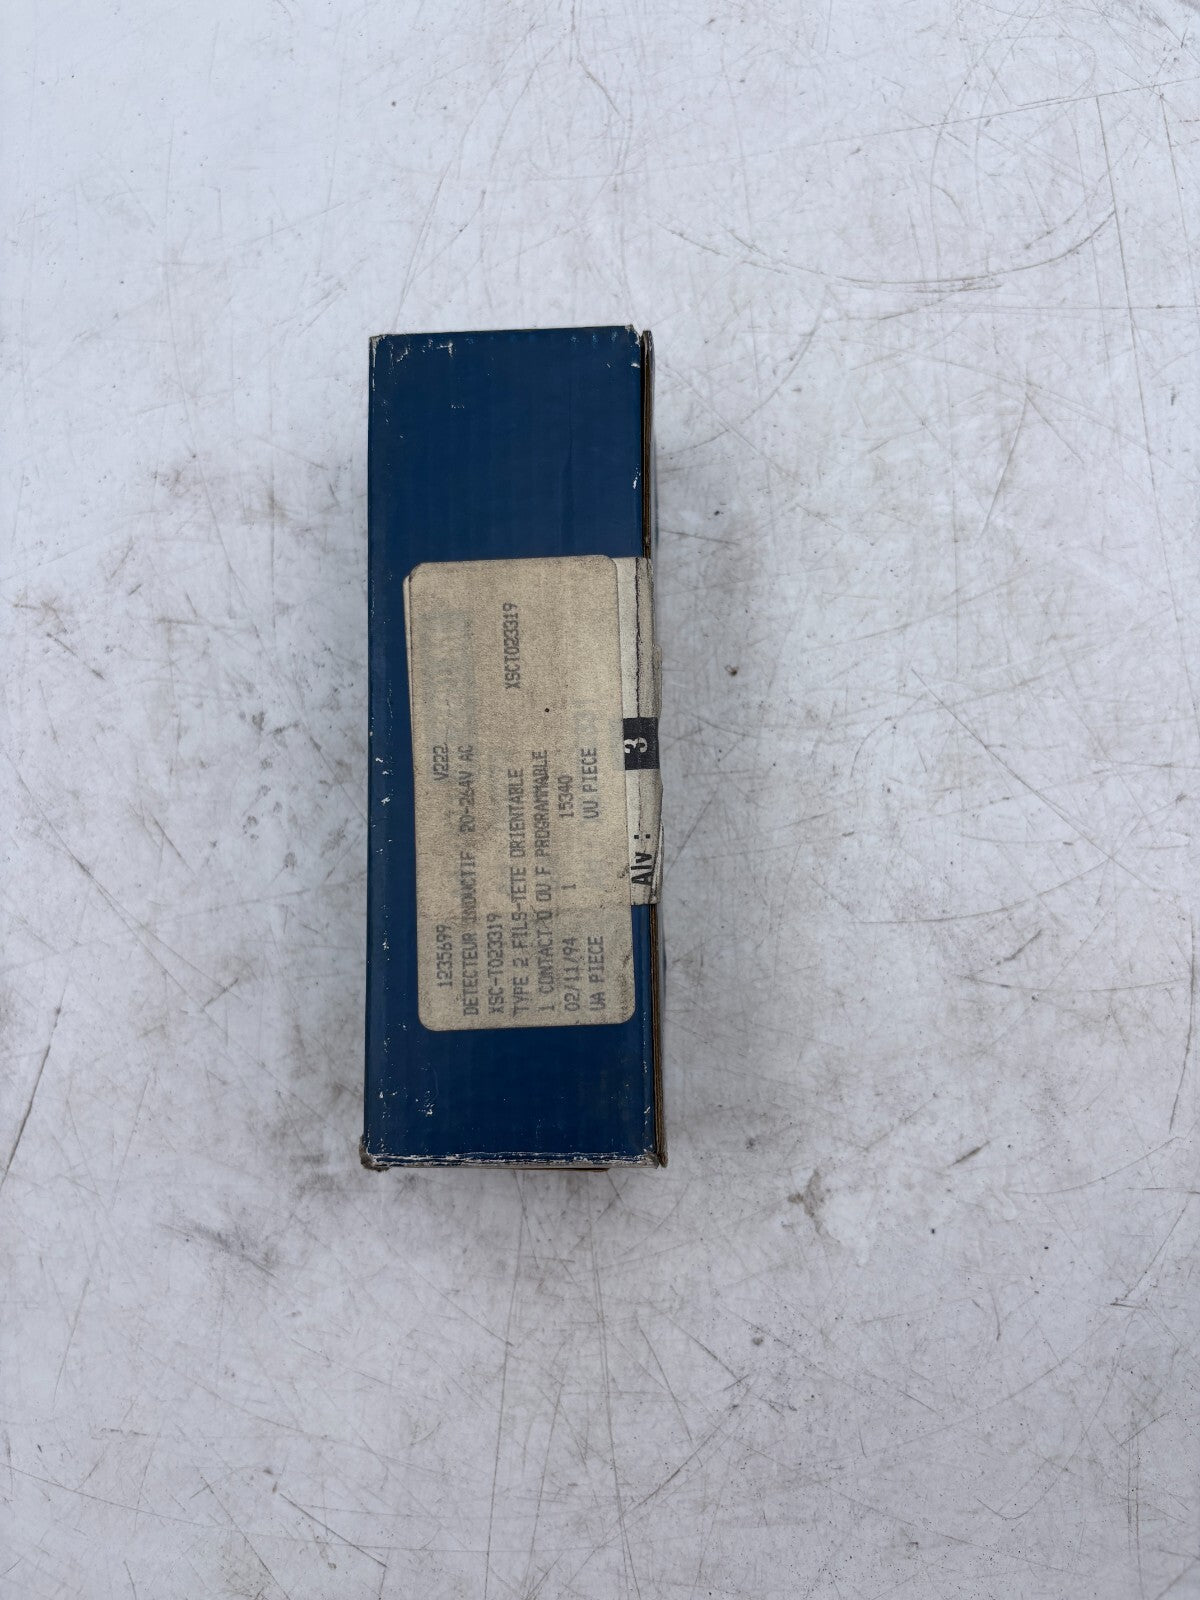 1235699 V222
DETECTEUR INDUCTIF 20-264V AC
XSC-T023319 XSCT023319
TYPE 2 FILS-TETE ORIENTABLE
1 CONTACT O OU F PROGRAMMABLE
02/11/94 1 15340
UA PIECE VU PIECE
Alv : 3